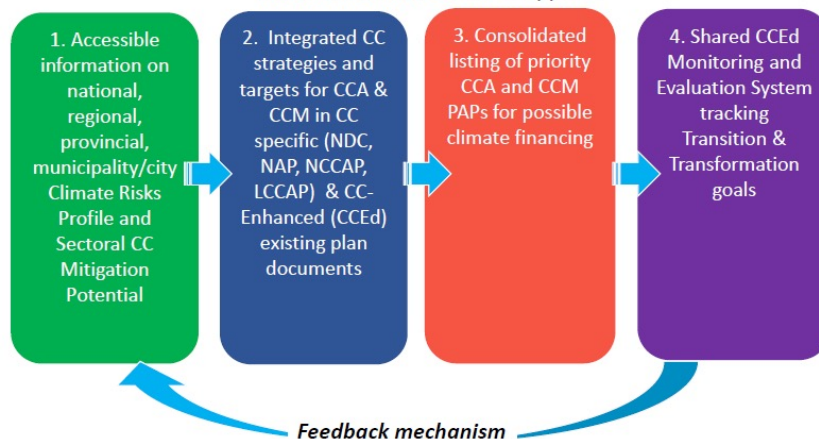 1. Accessible
information on
national,
regional,
provincial,
municipality/city
Climate Risks
Profile and
Sectoral CC
Mitigation
Potential
2. Integrated CC
strategies and
targets for CCA &
CCM in CC
specific (NDC,
NAP, NCCAP,
LCCAP) & CC-
Enhanced (CCEd)
existing plan
documents
3. Consolidated
listing of priority
CCA and CCM
PAPs for possible
climate financing
4. Shared CCEd
Monitoring and
Evaluation System
tracking
Transition &
Transformation
goals
Feedback mechanism